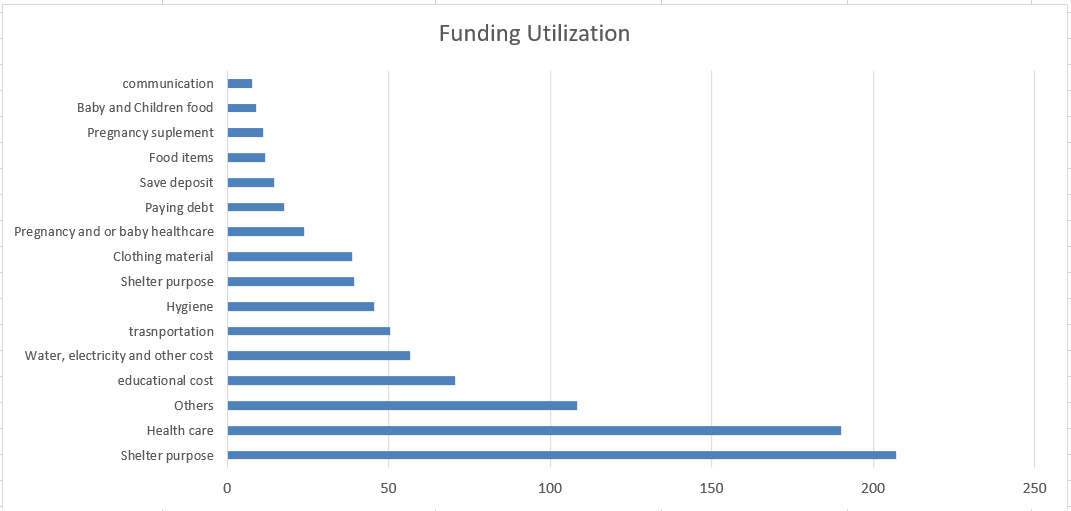 Funding Utilization
communication
Baby and Children food
Pregnancy suplement
Food items
Save deposit
Paying debt
Pregnancy and or baby healthcare
Clothing material
Shelter purpose
Hygiene
trasnportation
Water, electricity and other cost
educational cost
Others
Health care
Shelter purpose
0 50 100 150 200 250